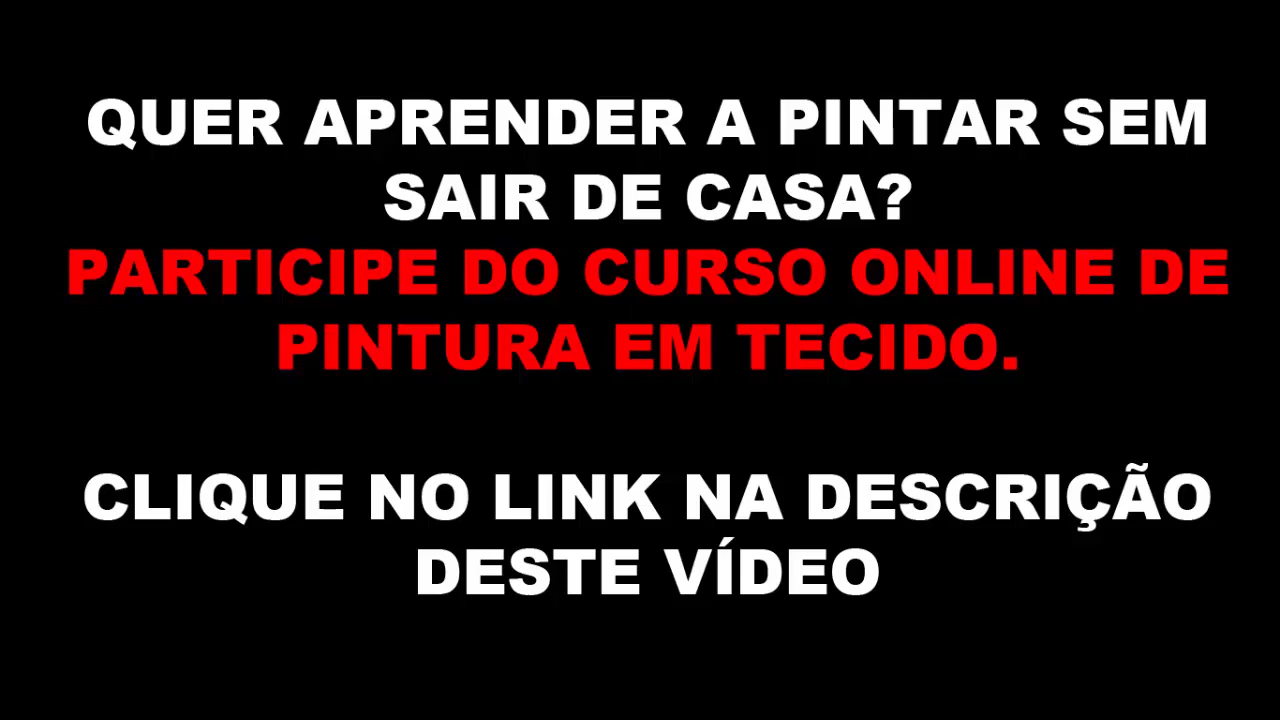 QUER APRENDER A PINTAR SEM
SAIR DE CASA?
PARTICIPE DO CURSO ONLINE DE
PINTURA EM TECIDO.
CLIQUE NO LINK NA DESCRIÇÃO
DESTE VÍDEO